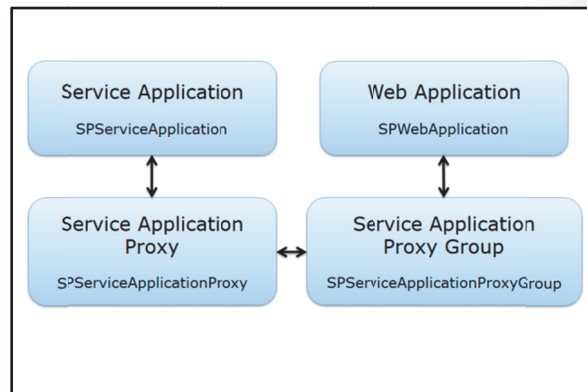 Service Application
SPServiceApplication
Web Application
SPWebApplication
Service Application
Proxy
SPServiceApplicationProxy
Service Application
Proxy Group
SPServiceApplicationProxyGroup